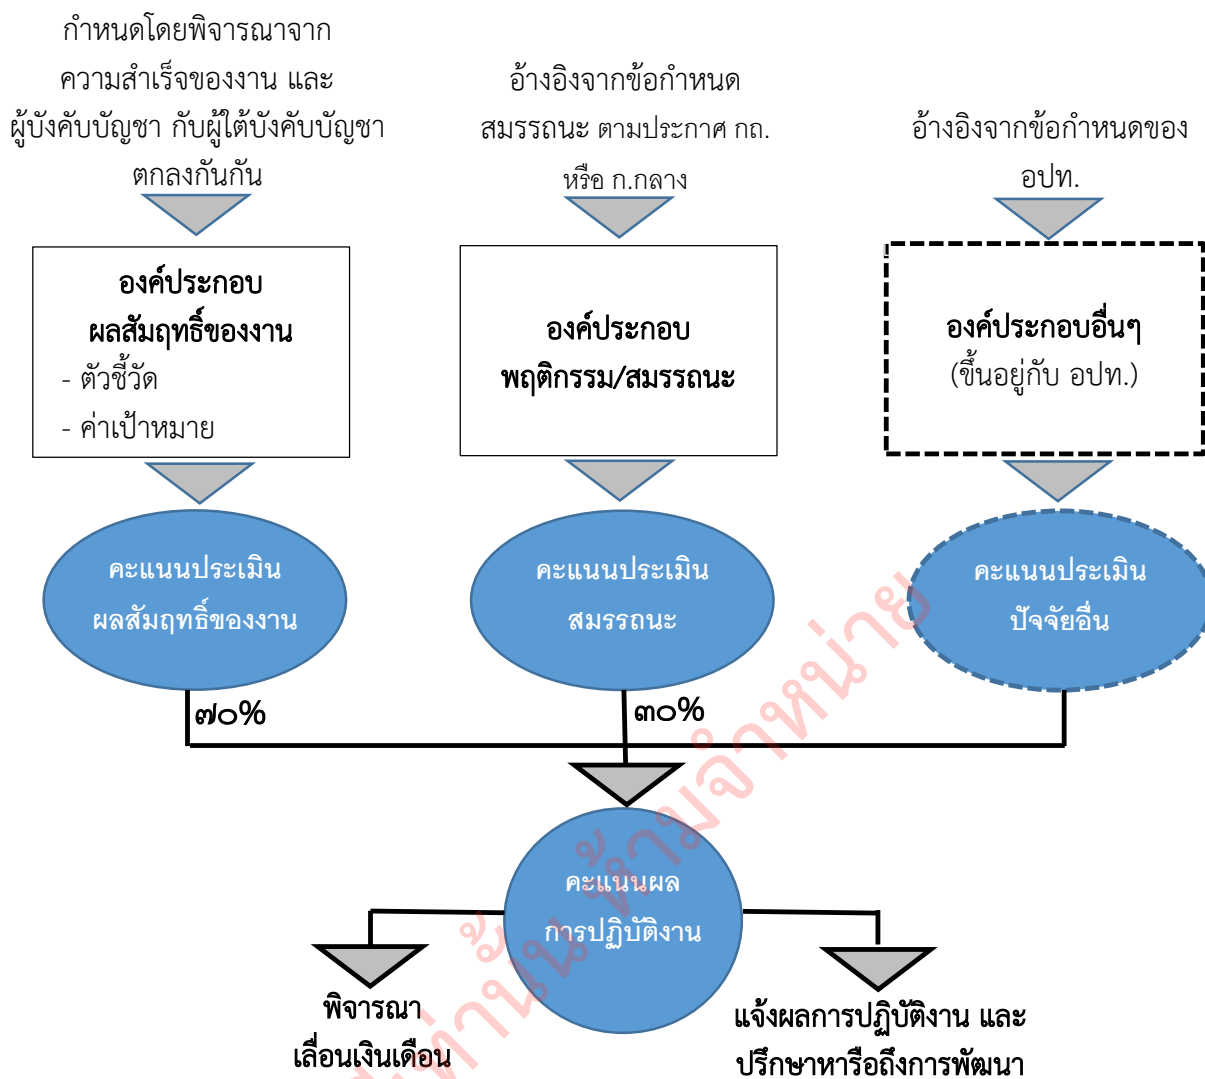 กำหนดโดยพิจารณาจาก
ความสำเร็จของงาน และ
ผู้บังคับบัญชา กับผู้ใต้บังคับบัญชา
ตกลงกันกัน
อ้างอิงจากข้อกำหนด
สมรรถนะ ตามประกาศ กถ.
หรือ ก.กลาง
อ้างอิงจากข้อกำหนดของ
อปท.
องค์ประกอบ
ผลสัมฤทธิ์ของงาน
- ตัวชี้วัด
- ค่าเป้าหมาย
องค์ประกอบ
พฤติกรรม/สมรรถนะ
องค์ประกอบอื่นๆ
(ขึ้นอยู่กับ อปท.)
คะแนนประเมิน
ผลสัมฤทธิ์ของงาน
คะแนนประเมิน
สมรรถนะ
คะแนนประเมิน
ปัจจัยอื่น
๗๐%
๓๐%
คะแนนผล
การปฏิบัติงาน
พิจารณา
เลื่อนเงินเดือน
แจ้งผลการปฏิบัติงาน และ
ปรึกษาหารือถึงการพัฒนา
ท่านั้น ห้ามจำหน่าย